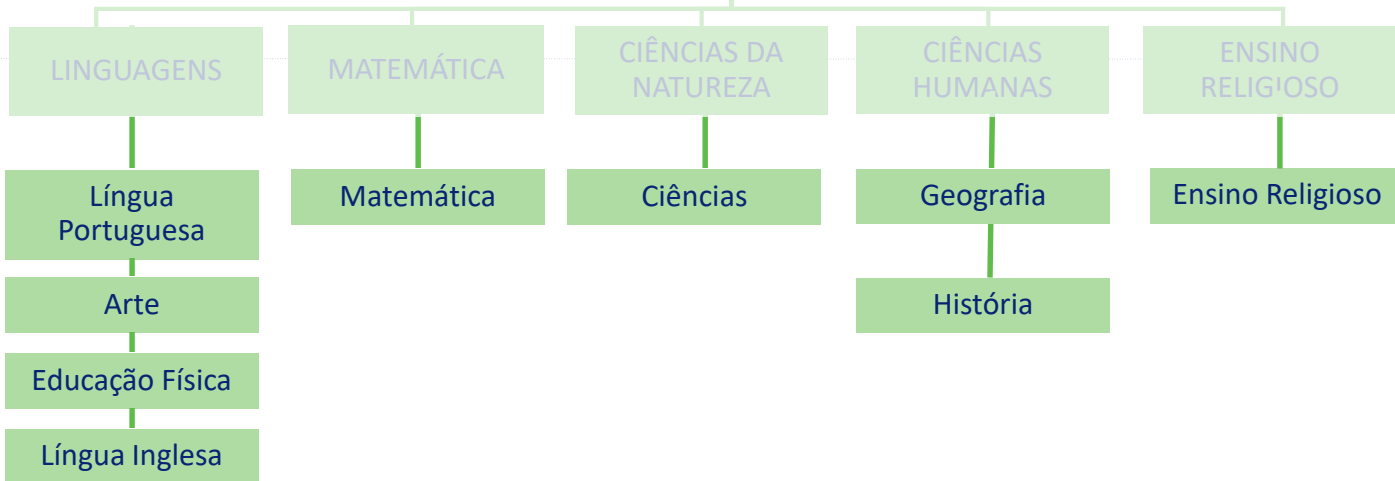 LINGUAGENS
MATEMÁTICA
CIÊNCIAS DA
NATUREZA
CIÊNCIAS
HUMANAS
ENSINO
RELIGIOSO
Língua
Portuguesa
Arte
Educação Física
Língua Inglesa
Matemática
Ciências
Geografia
História
Ensino Religioso